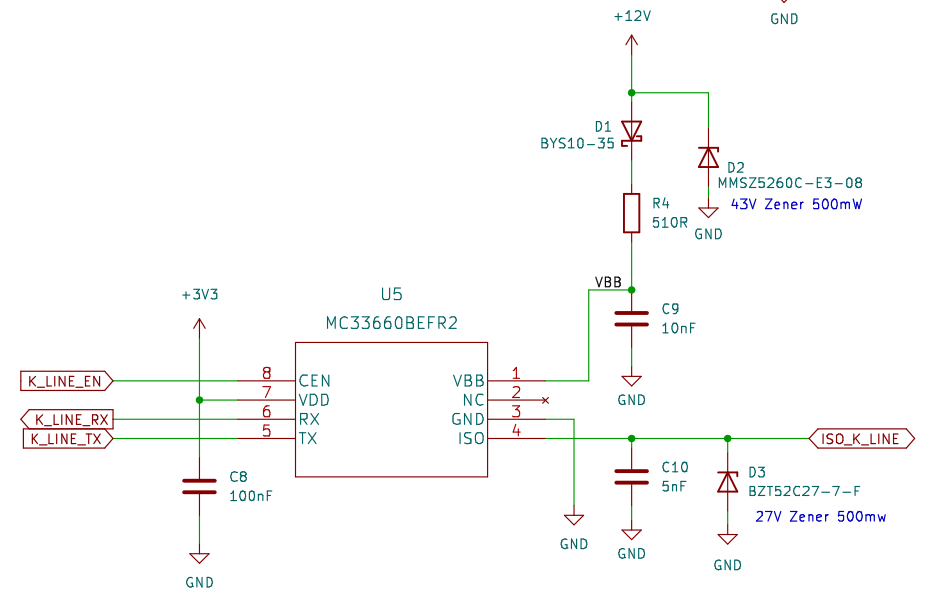 GND
+12V
D1
BYS10-35
D2
MMSZ5260C-E3-08
43V Zener 500mW
GND
R4
510R
VBB
+3V3
U5
MC33660BEFR2
C9
10nF
GND
K_LINE_EN
8
CEN
VBB
1
7
VDD
NC
2
K_LINE_RX
6
RX
GND
3
K_LINE_TX
5
TX
ISO
4
ISO_K_LINE
C8
100nF
GND
GND
C10
5nF
GND
D3
BZT52C27-7-F
27V Zener 500mw
GND